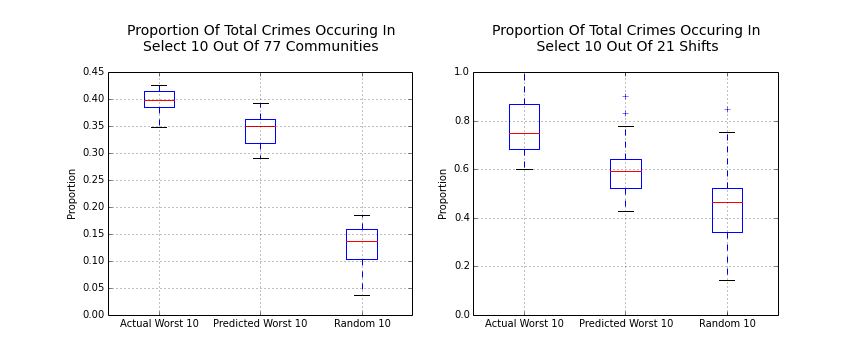 Proportion Of Total Crimes Occuring In
Select 10 Out Of 77 Communities
0.45
0.40
0.35
0.30
0.25
0.20
0.15
0.10
0.05
0.00
Proportion
Actual Worst 10
Predicted Worst 10
Random 10
Proportion Of Total Crimes Occuring In
Select 10 Out Of 21 Shifts
1.0
0.8
0.6
0.4
0.2
0.0
Proportion
Actual Worst 10
Predicted Worst 10
Random 10